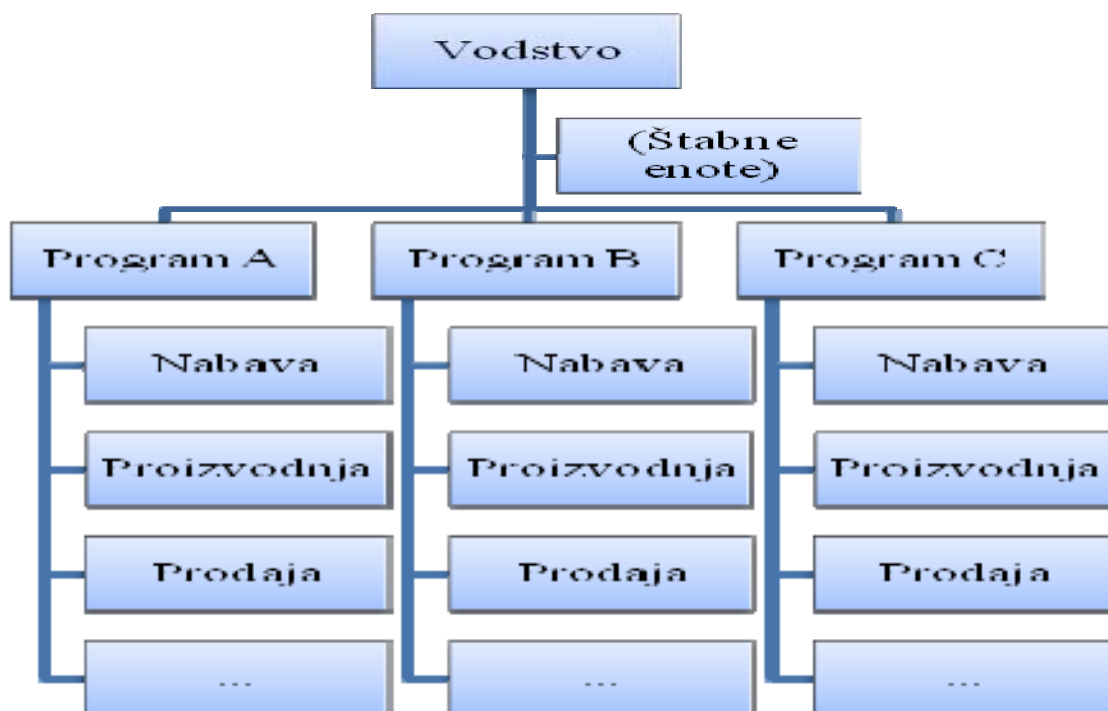 Vodstvo
(Štabne
enote)
Program A
Program B
Program C
Nabava
Nabava
Nabava
Proizvodnja
Proizvodnja
Proizvodnja
Prodaja
Prodaja
Prodaja
...
...
...